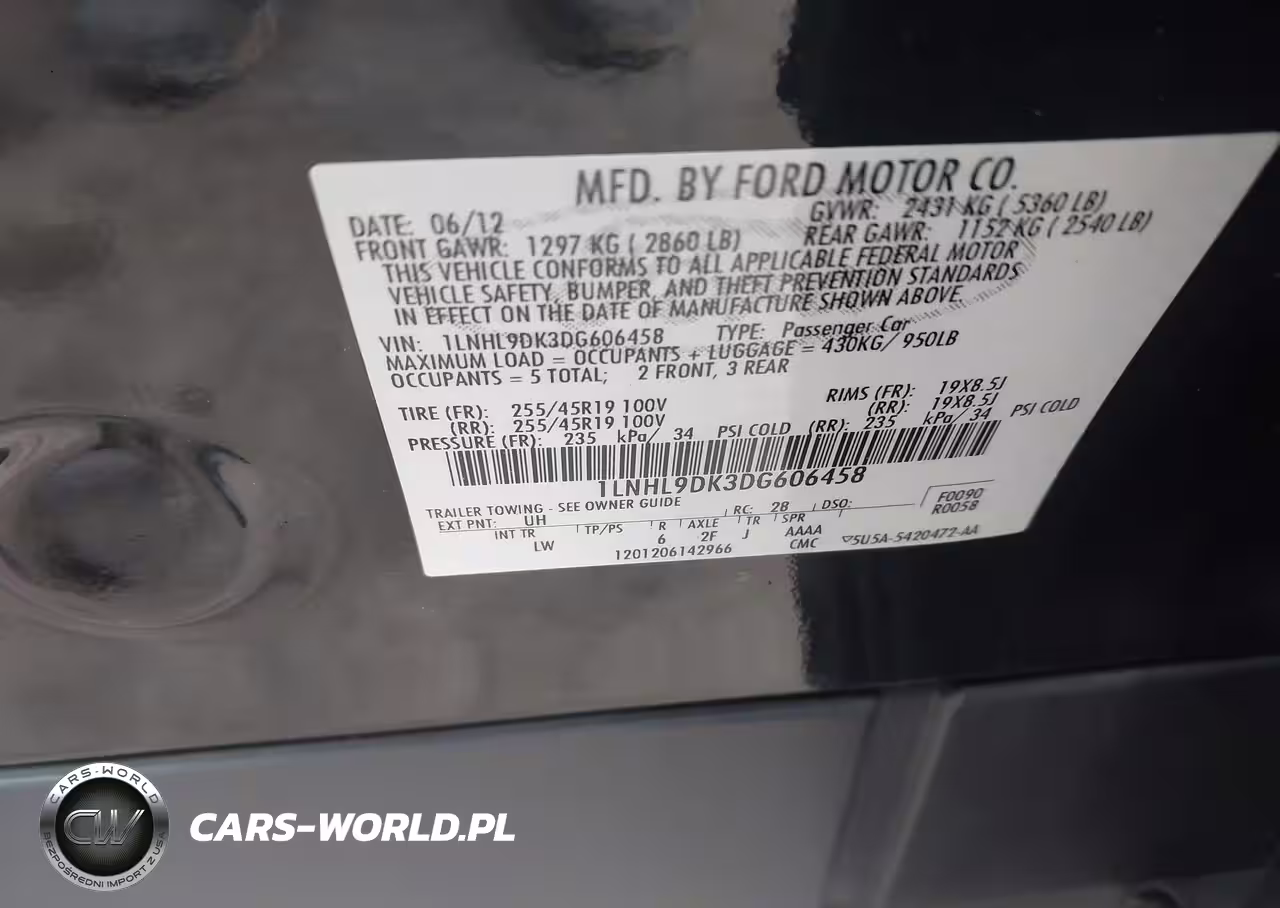 MFD. BY FORD MOTOR CO.
DATE: 06/12 GVWR: 2431 KG ( 5360 LB)
FRONT GAWR: 1297 KG ( 2860 LB) REAR GAWR: 1152 KG ( 2540 LB)
THIS VEHICLE CONFORMS TO ALL APPLICABLE FEDERAL MOTOR
VEHICLE SAFETY, BUMPER, AND THEFT PREVENTION STANDARDS
IN EFFECT ON THE DATE OF MANUFACTURE SHOWN ABOVE.
VIN: 1LNHL9DK3DG606458 TYPE: Passenger Car
MAXIMUM LOAD = OCCUPANTS + LUGGAGE = 430KG/ 950LB
OCCUPANTS = 5 TOTAL; 2 FRONT, 3 REAR
TIRE (FR): 255/45R19 100V RIMS (FR): 19X8.5J
(RR): 255/45R19 100V (RR): 19X8.5J
PRESSURE (FR): 235 kPa/ 34 PSI COLD (RR): 235 kPa/ 34 PSI COLD
1LNHL9DK3DG606458
TRAILER TOWING - SEE OWNER GUIDE
EXT PNT: UH RC: 28 DSO: F0090
R0058
INT TR TP/PS R AXLE TR SPR
LW 6 2F J AAAA
1201206142966 CMC 5U5A-5420472-AA
CARS-WORLD
CW
BEZPOŚREDNI IMPORT Z USA
CARS-WORLD.PL